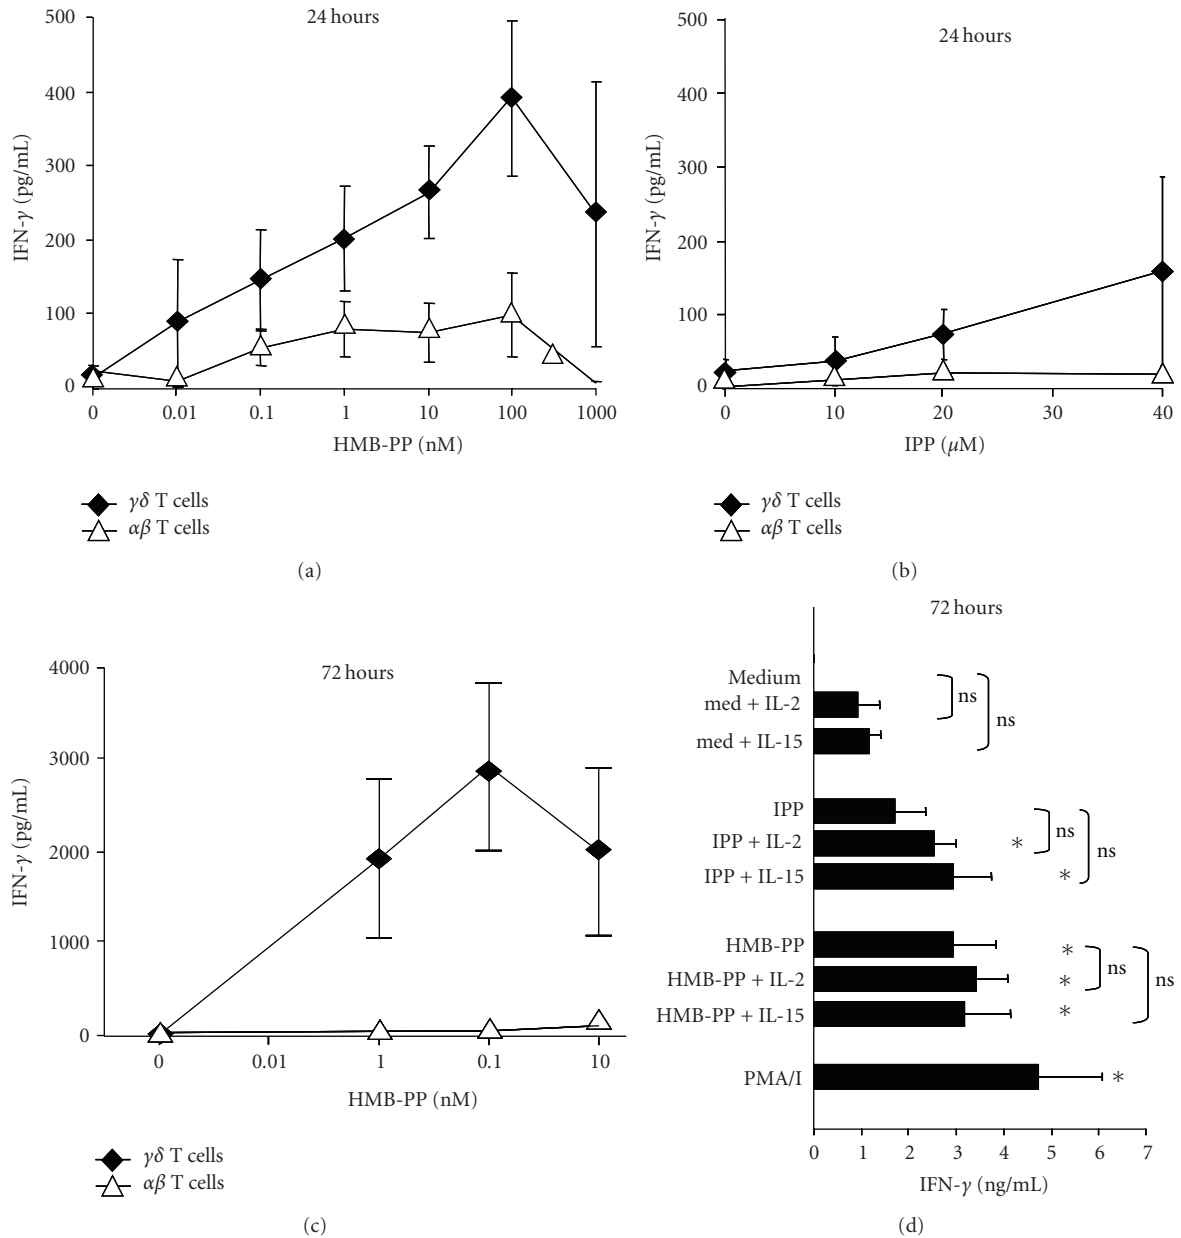 24 hours
500
400
300
200
100
0
IFN-γ (pg/mL)
0 0.01 0.1 1 10 100 1000
HMB-PP (nM)
γδ T cells
αβ T cells
(a)
24 hours
500
400
300
200
100
0
IFN-γ (pg/mL)
0 10 20 30 40
IPP (μM)
γδ T cells
αβ T cells
(b)
72 hours
4000
3000
2000
1000
0
IFN-γ (pg/mL)
0 0.01 1 0.1 10
HMB-PP (nM)
γδ T cells
αβ T cells
(c)
72 hours
Medium
med + IL-2
ns
med + IL-15
ns
IPP
IPP + IL-2 * ns
IPP + IL-15 * ns
HMB-PP *
HMB-PP + IL-2 * ns ns
HMB-PP + IL-15 *
PMA/I *
0 1 2 3 4 5 6 7
IFN-γ (ng/mL)
(d)